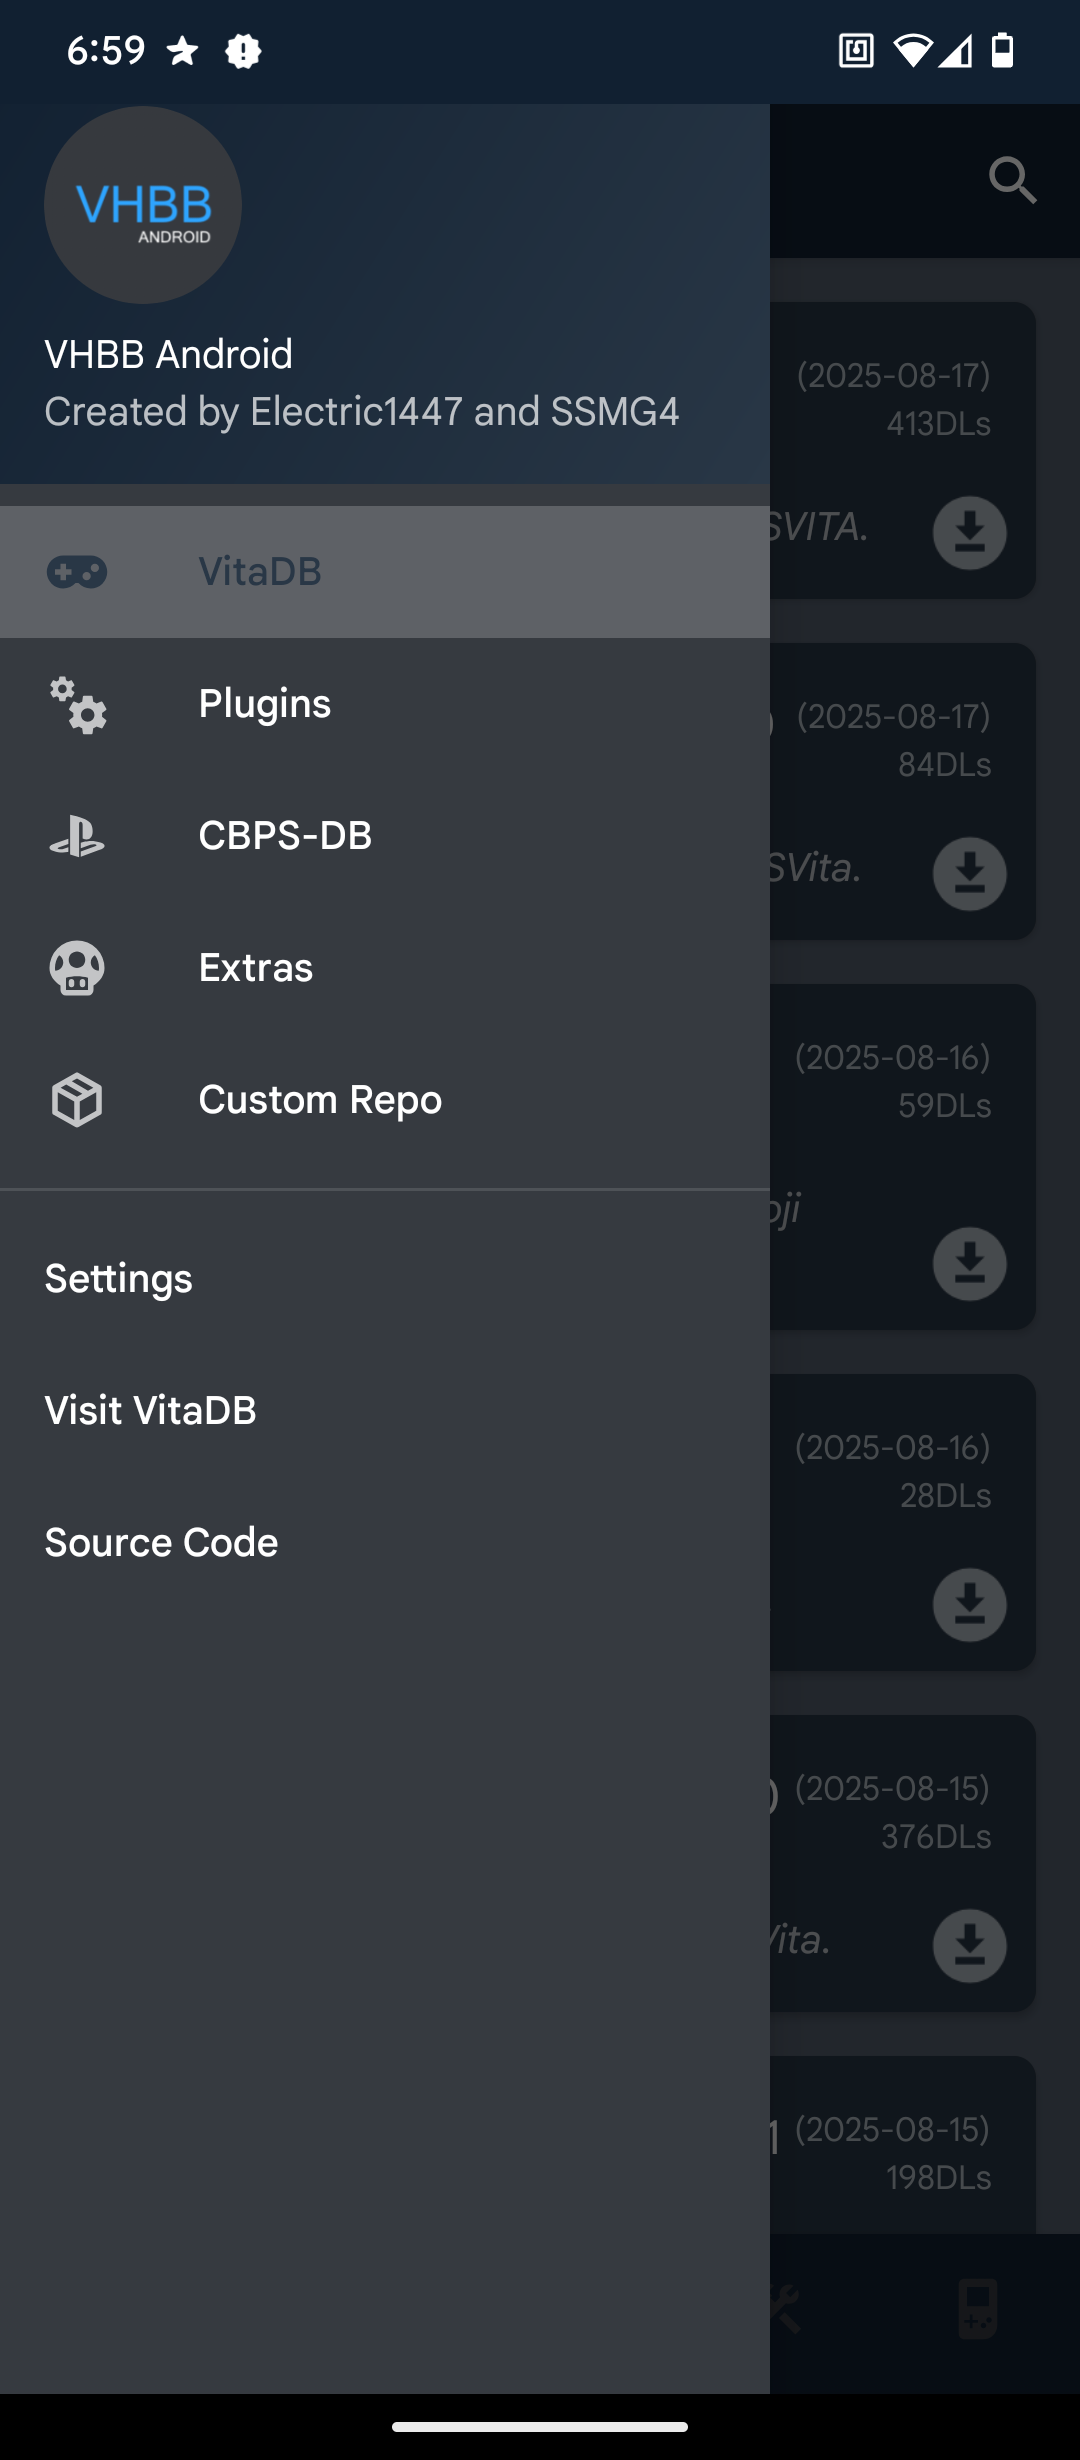 6:59
VHBB
ANDROID
VHBB Android
Created by Electric1447 and SSMG4
VitaDB
Plugins
CBPS-DB
Extras
Custom Repo
Settings
Visit VitaDB
Source Code
(2025-08-17)
413DLs
SVITA.
) (2025-08-17)
84DLs
SVita.
(2025-08-16)
59DLs
oji
(2025-08-16)
28DLs
) (2025-08-15)
376DLs
Vita.
1 (2025-08-15)
198DLs